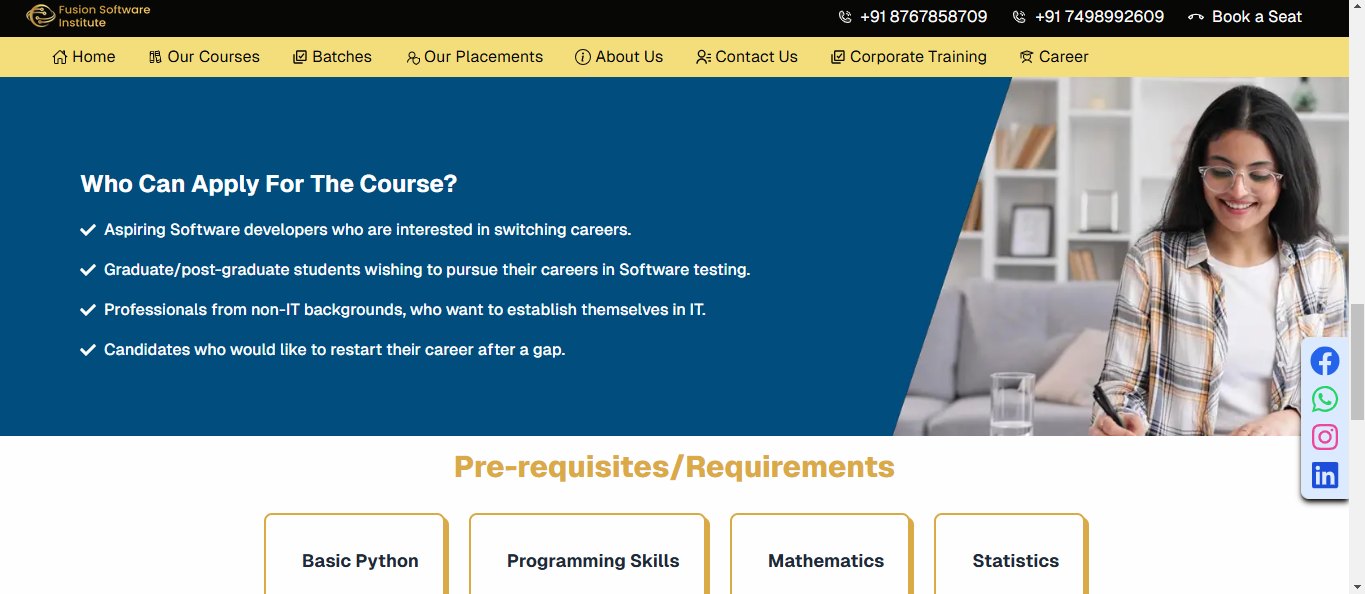 Fusion Software
Institute
+91 8767858709
+91 7498992609
Book a Seat
Home
Our Courses
Batches
Our Placements
About Us
Contact Us
Corporate Training
Career
Who Can Apply For The Course?
Aspiring Software developers who are interested in switching careers.
Graduate/post-graduate students wishing to pursue their careers in Software testing.
Professionals from non-IT backgrounds, who want to establish themselves in IT.
Candidates who would like to restart their career after a gap.
Pre-requisites/Requirements
Basic Python
Programming Skills
Mathematics
Statistics